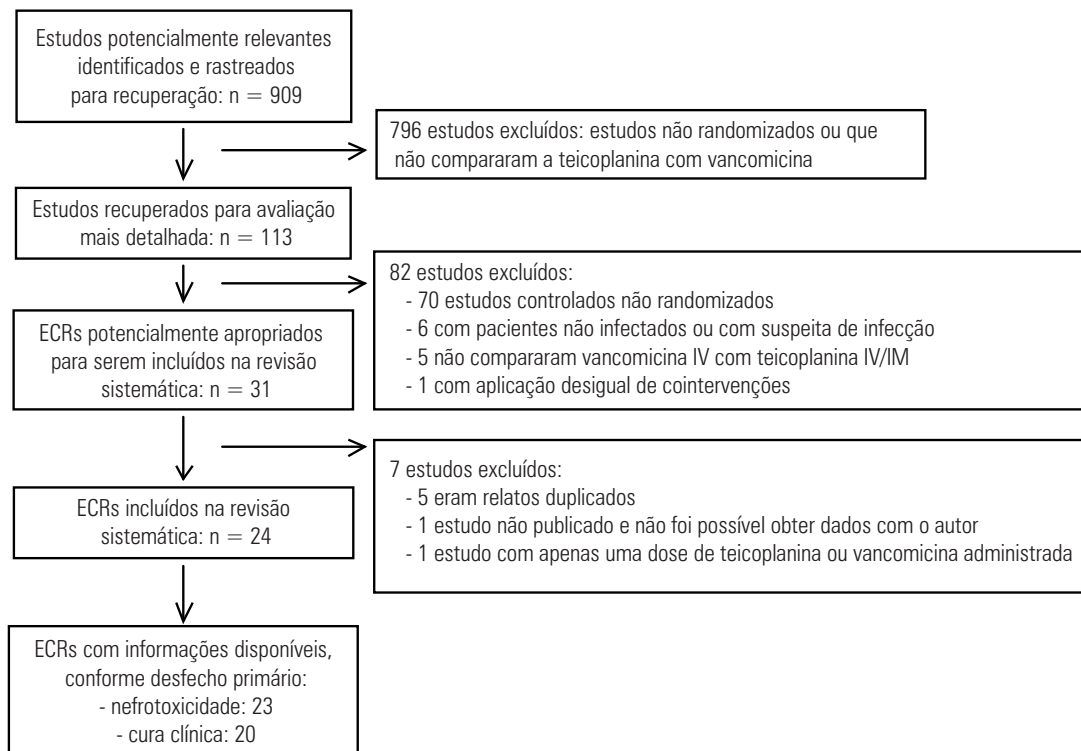 Estudos potencialmente relevantes
identificados e rastreados
para recuperação: n = 909
796 estudos excluídos: estudos não randomizados ou que
não compararam a teicoplanina com vancomicina
Estudos recuperados para avaliação
mais detalhada: n = 113
82 estudos excluídos:
- 70 estudos controlados não randomizados
- 6 com pacientes não infectados ou com suspeita de infecção
- 5 não compararam vancomicina IV com teicoplanina IV/IM
- 1 com aplicação desigual de cointervenções
ECRs potencialmente apropriados
para serem incluídos na revisão
sistemática: n = 31
7 estudos excluídos:
- 5 eram relatos duplicados
- 1 estudo não publicado e não foi possível obter dados com o autor
- 1 estudo com apenas uma dose de teicoplanina ou vancomicina administrada
ECRs incluídos na revisão
sistemática: n = 24
ECRs com informações disponíveis,
conforme desfecho primário:
- nefrotoxicidade: 23
- cura clínica: 20